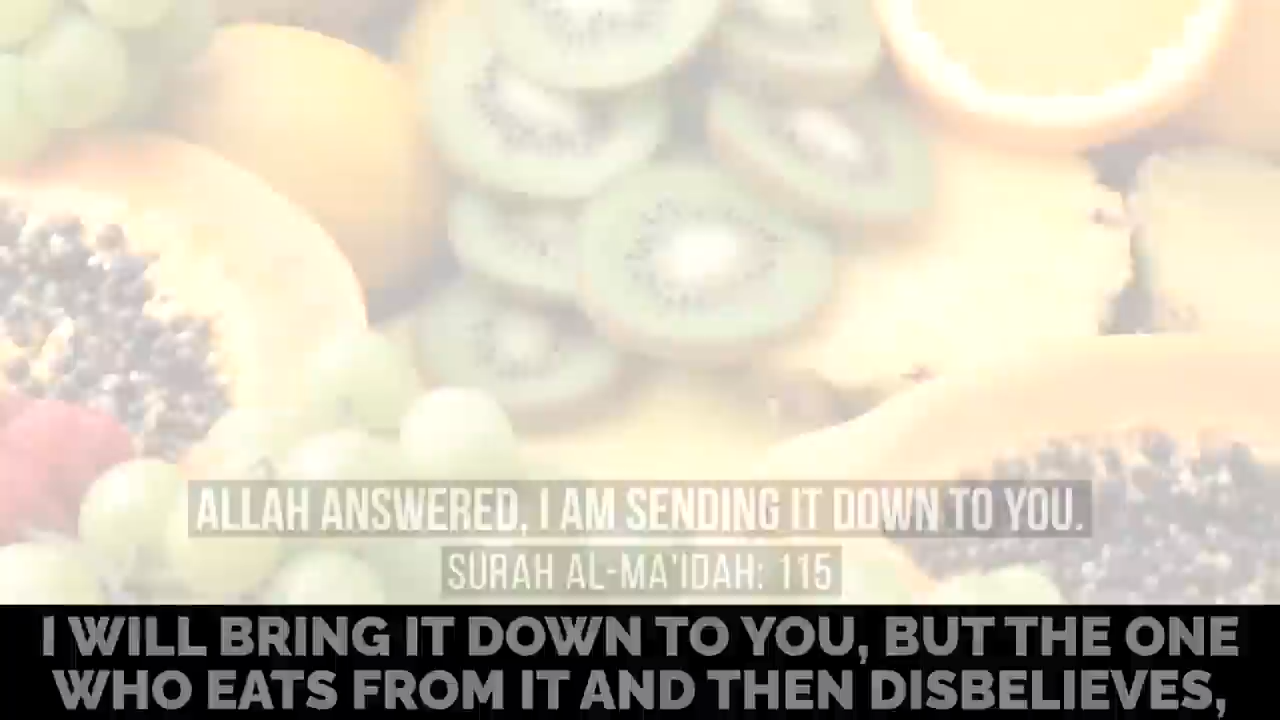 ALLAH ANSWERED, I AM SENDING IT DOWN TO YOU.
SURAH AL-MA'IDAH: 115
I WILL BRING IT DOWN TO YOU, BUT THE ONE
WHO EATS FROM IT AND THEN DISBELIEVES,